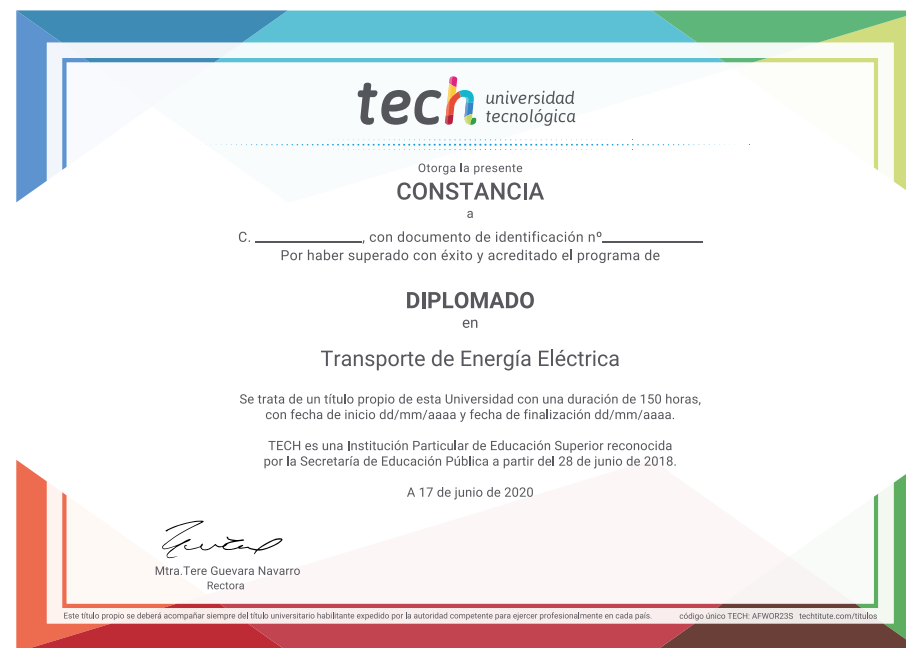 tech universidad
tecnológica
Otorga la presente
CONSTANCIA
a
C. ______________, con documento de identificación nº_____________
Por haber superado con éxito y acreditado el programa de
DIPLOMADO
en
Transporte de Energía Eléctrica
Se trata de un título propio de esta Universidad con una duración de 150 horas,
con fecha de inicio dd/mm/aaaa y fecha de finalización dd/mm/aaaa.
TECH es una Institución Particular de Educación Superior reconocida
por la Secretaría de Educación Pública a partir del 28 de junio de 2018.
A 17 de junio de 2020
Mtra.Tere Guevara Navarro
Rectora
Este título propio se deberá acompañar siempre del título universitario habilitante expedido por la autoridad competente para ejercer profesionalmente en cada país. código único TECH: AFWOR23S techtitute.com/titulos